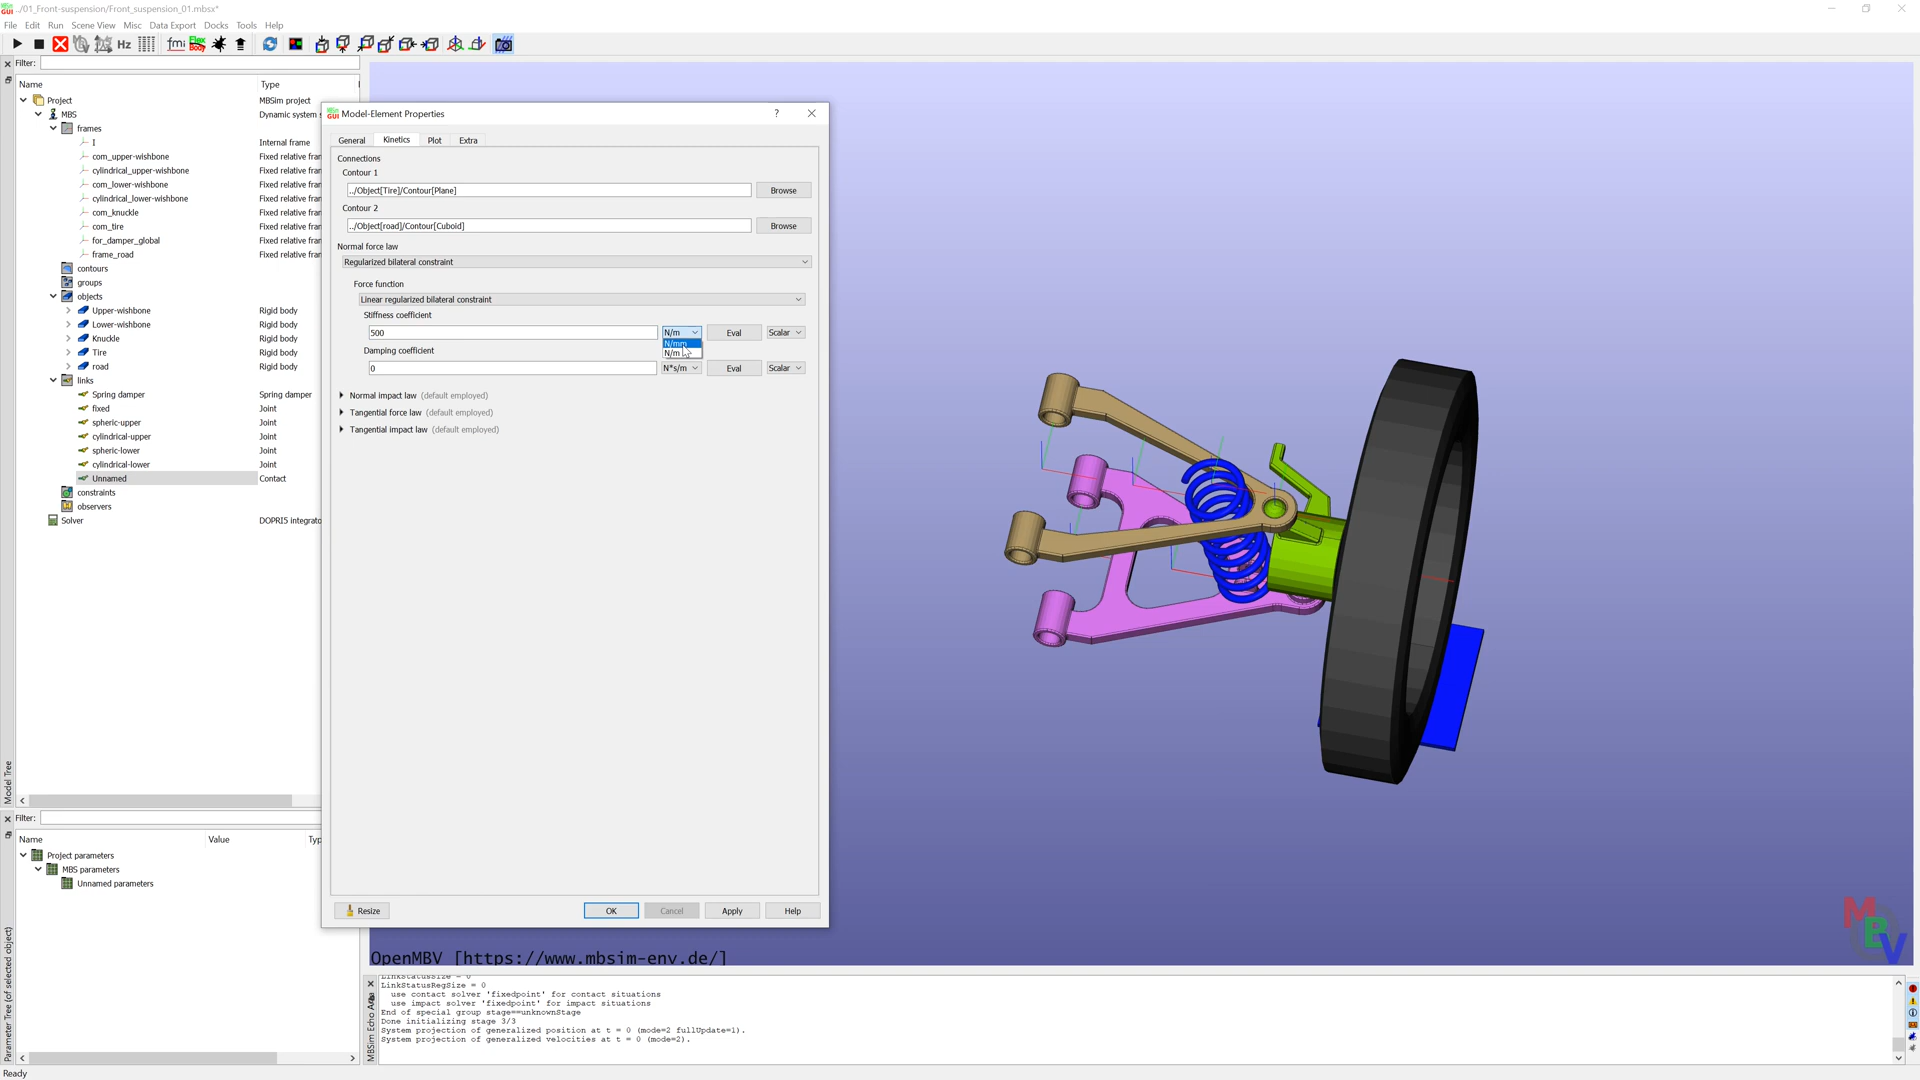 ../01_Front-suspension/Front_suspension_01.mbsx*
File Edit Run Scene View Misc Data Export Docks Tools Help
Hz fmi Flex Body
Filter:
Name Type
Project MBSim project
MBS Dynamic system s
frames
I Internal frame
com_upper-wishbone Fixed relative fran
cylindrical_upper-wishbone Fixed relative fran
com_lower-wishbone Fixed relative fran
cylindrical_lower-wishbone Fixed relative fran
com_knuckle Fixed relative fran
com_tire Fixed relative fran
for_damper_global Fixed relative fran
frame_road Fixed relative fran
contours
groups
objects
Upper-wishbone Rigid body
Lower-wishbone Rigid body
Knuckle Rigid body
Tire Rigid body
road Rigid body
links
Spring damper Spring damper
fixed Joint
spheric-upper Joint
cylindrical-upper Joint
spheric-lower Joint
cylindrical-lower Joint
Unnamed Contact
constraints
observers
Solver DOPRI5 integrato
Model Tree
Filter:
Name Value Typ
Project parameters
MBS parameters
Unnamed parameters
Parameter Tree (of selected object)
Ready
Model-Element Properties ?
General Kinetics Plot Extra
Connections
Contour 1
../Object[Tire]/Contour[Plane] Browse
Contour 2
../Object[road]/Contour[Cuboid] Browse
Normal force law
Regularized bilateral constraint
Force function
Linear regularized bilateral constraint
Stiffness coefficient
500 N/m Eval Scalar
N/mm
N/m
Damping coefficient
0 N*s/m Eval Scalar
Normal impact law (default employed)
Tangential force law (default employed)
Tangential impact law (default employed)
Resize OK Cancel Apply Help
OpenMBV [https://www.mbsim-env.de/]
MBV
MBSim Echo Area
LinkStatusSize = 0
LinkStatusRegSize = 0
use contact solver 'fixedpoint' for contact situations
use impact solver 'fixedpoint' for impact situations
End of special group stage==unknownStage
Done initializing stage 3/3
System projection of generalized position at t = 0 (mode=2 fullUpdate=1).
System projection of generalized velocities at t = 0 (mode=2).